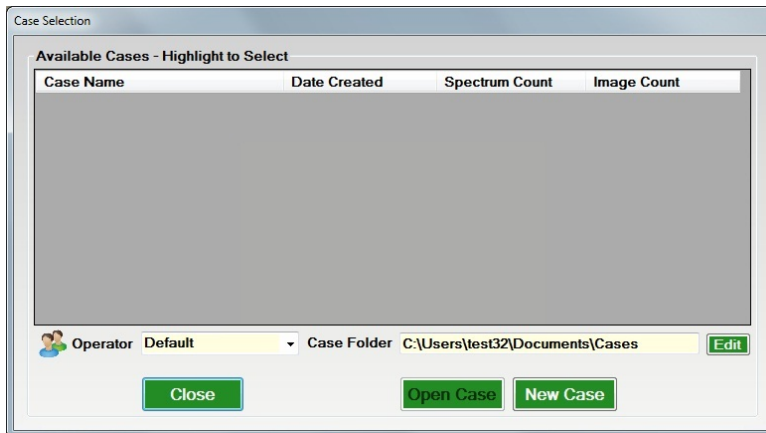 Case Selection
Available Cases - Highlight to Select
Case Name Date Created Spectrum Count Image Count
Operator Default Case Folder C:\Users\test32\Documents\Cases Edit
Close Open Case New Case